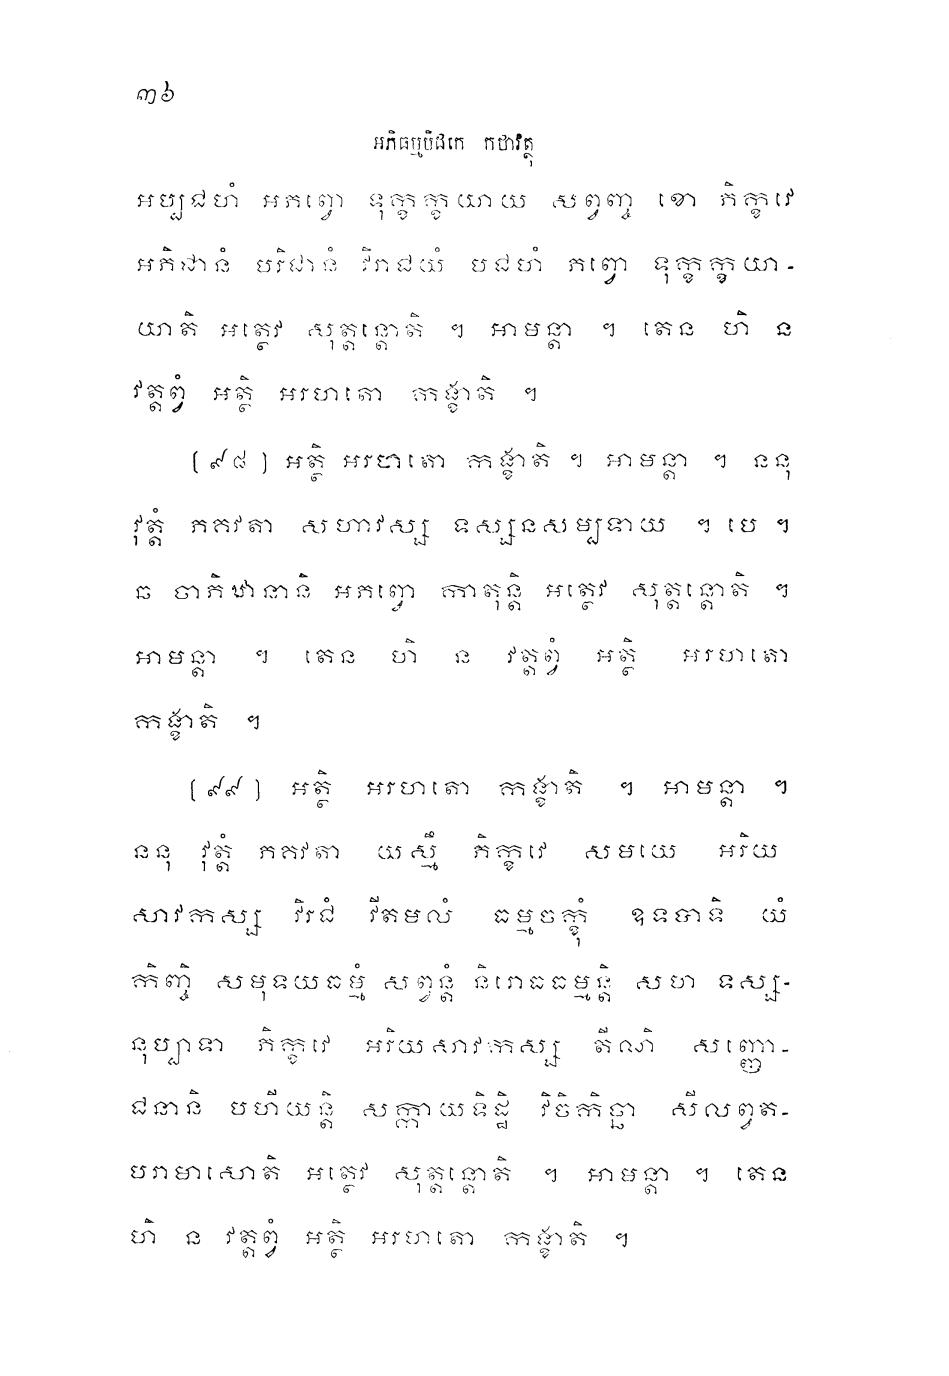 ៣៦
អភិធម្មបិដកេ កថាវត្ថុ
អប្បជហំ អភព្វោ ទុក្ខក្ខយាយ សព្វញ្ច ខោ ភិក្ខវេ
អភិជានំ បរិជានំ វិរាជយំ បជហំ ភព្វោ ទុក្ខក្ខយា-
យាតិ អត្ថេវ សុត្តន្តោតិ ។ អាមន្តា ។ តេន ហិ ន
វត្តព្វំ អត្ថិ អរហតោ កង្ខាតិ ។
(៩៨) អត្ថិ អរហតោ កង្ខាតិ ។ អាមន្តា ។ ននុ
វុត្តំ ភគវតា សហាវស្ស ទស្សនសម្បទាយ ។ បេ ។
ឆ ចាភិឋានានិ អភព្វោ កាតុន្តិ អត្ថេវ សុត្តន្តោតិ ។
អាមន្តា ។ តេន ហិ ន វត្តព្វំ អត្ថិ អរហតោ
កង្ខាតិ ។
(៩៩) អត្ថិ អរហតោ កង្ខាតិ ។ អាមន្តា ។
ននុ វុត្តំ ភគវតា យស្មឹ ភិក្ខវេ សមយេ អរិយ
សាវកស្ស វិរជំ វីតមលំ ធម្មចក្ខុំ ឧទបាទិ យំ
កិញ្ចិ សមុទយធម្មំ សព្វន្តំ និរោធធម្មន្តិ សហ ទស្ស-
នុប្បាទា ភិក្ខវេ អរិយសាវកស្ស តីណិ សញ្ញោ-
ជនានិ បហីយន្តិ សក្កាយទិដ្ឋិ វិចិកិច្ឆា សីលព្វត-
បរាមាសោតិ អត្ថេវ សុត្តន្តោតិ ។ អាមន្តា ។ តេន
ហិ ន វត្តព្វំ អត្ថិ អរហតោ កង្ខាតិ ។